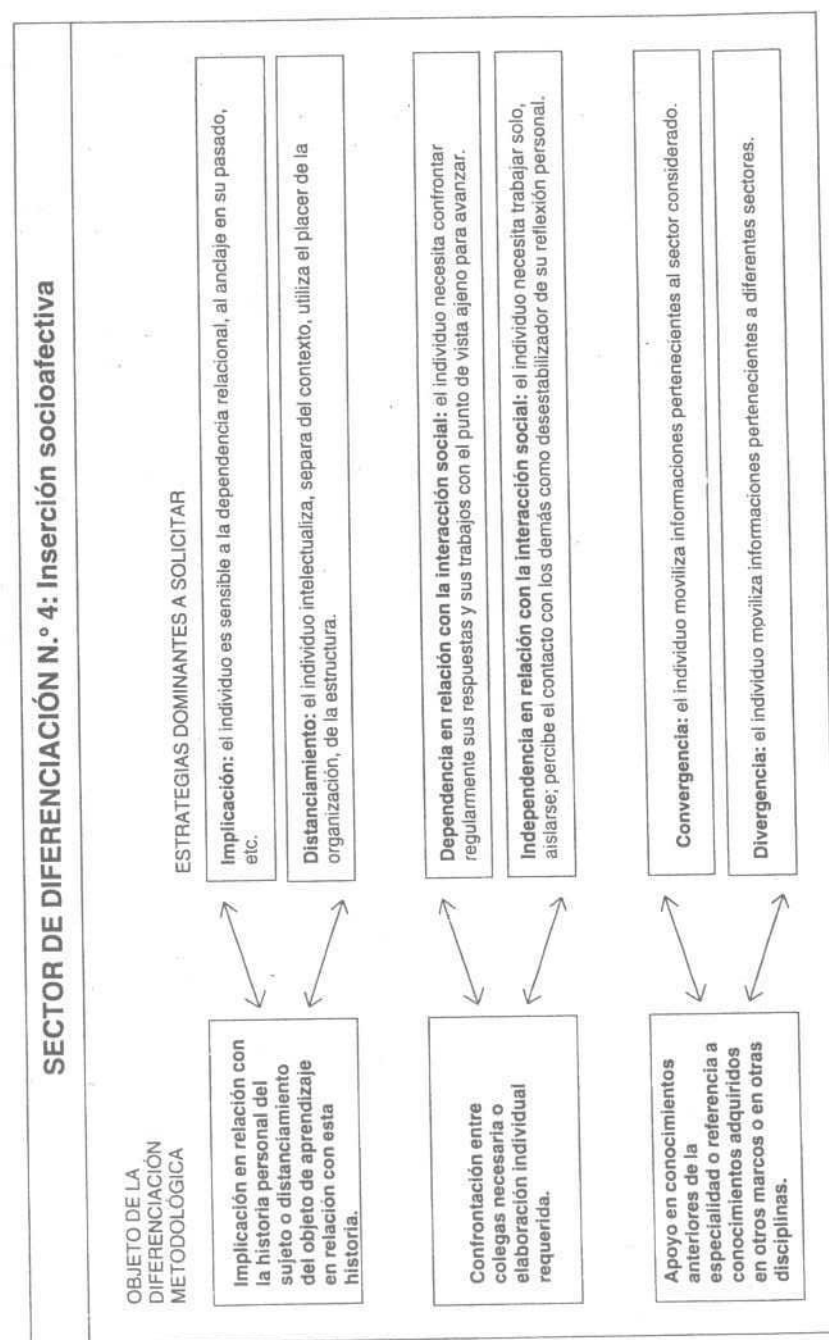 SECTOR DE DIFERENCIACIÓN N.º 4: Inserción socioafectiva
OBJETO DE LA
DIFERENCIACIÓN
METODOLÓGICA
ESTRATEGIAS DOMINANTES A SOLICITAR
Implicación en relación con
la historia personal del
sujeto o distanciamiento
del objeto de aprendizaje
en relación con esta
historia.
Implicación: el individuo es sensible a la dependencia relacional, al anclaje en su pasado,
etc.
Distanciamiento: el individuo intelectualiza, separa del contexto, utiliza el placer de la
organización, de la estructura.
Confrontación entre
colegas necesaria o
elaboración individual
requerida.
Dependencia en relación con la interacción social: el individuo necesita confrontar
regularmente sus respuestas y sus trabajos con el punto de vista ajeno para avanzar.
Independencia en relación con la interacción social: el individuo necesita trabajar solo,
aislarse; percibe el contacto con los demás como desestabilizador de su reflexión personal.
Apoyo en conocimientos
anteriores de la
especialidad o referencia a
conocimientos adquiridos
en otros marcos o en otras
disciplinas.
Convergencia: el individuo moviliza informaciones pertenecientes al sector considerado.
Divergencia: el individuo moviliza informaciones pertenecientes a diferentes sectores.